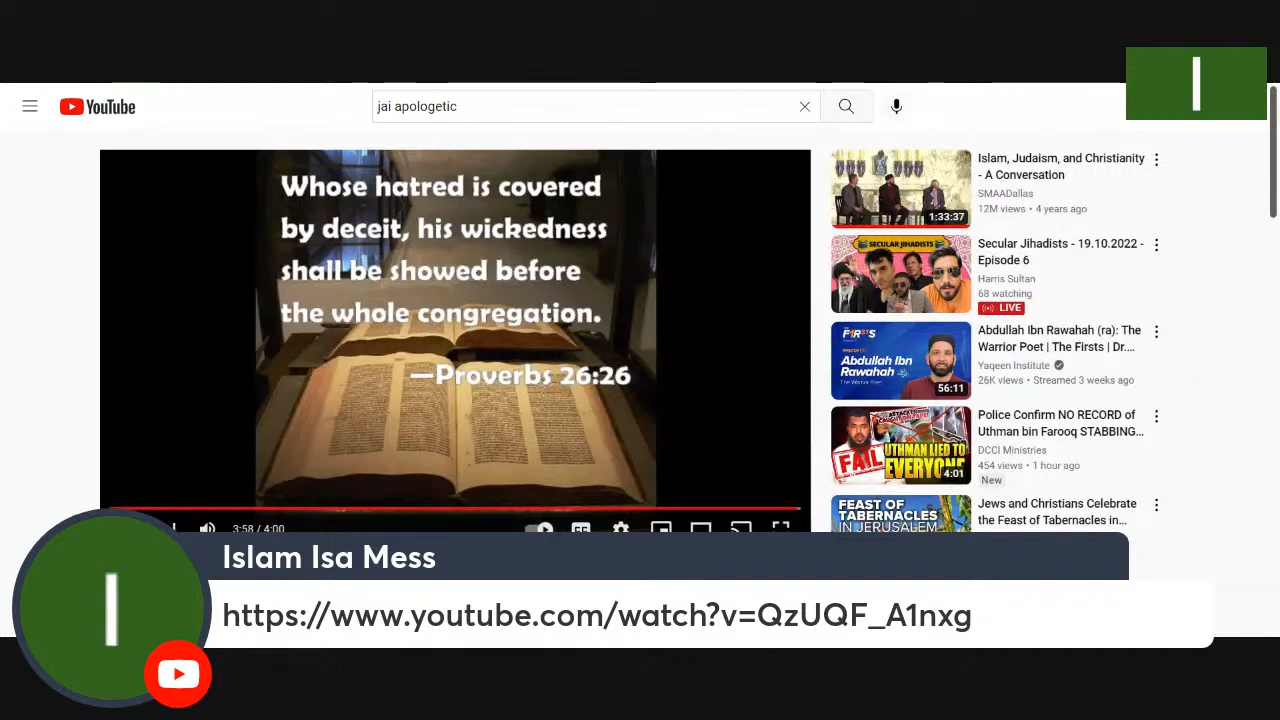 YouTube
jai apologetic
I
Whose hatred is covered
by deceit, his wickedness
shall be showed before
the whole congregation.
—Proverbs 26:26
3:58 / 4:00
1:33:37
Islam, Judaism, and Christianity
- A Conversation
SMAADallas
12M views • 4 years ago
SECULAR JIHADISTS
Secular Jihadists - 19.10.2022 -
Episode 6
Harris Sultan
68 watching
LIVE
FIRSTS
Abdullah Ibn
Rawahah (ra)
The Warrior Poet
56:11
Abdullah Ibn Rawahah (ra): The
Warrior Poet | The Firsts | Dr....
Yaqeen Institute
26K views • Streamed 3 weeks ago
FAIL
UTHMAN LIED TO
EVERYONE
4:01
Police Confirm NO RECORD of
Uthman bin Farooq STABBING...
DCCI Ministries
454 views • 1 hour ago
New
FEAST OF
TABERNACLES
IN JERUSALEM
Jews and Christians Celebrate
the Feast of Tabernacles in...
I
Islam Isa Mess
https://www.youtube.com/watch?v=QzUQF_A1nxg